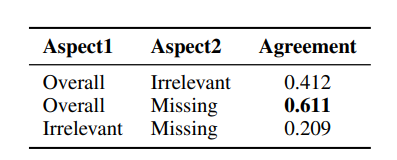 Aspect1 Aspect2 Agreement
Overall Irrelevant 0.412
Overall Missing 0.611
Irrelevant Missing 0.209